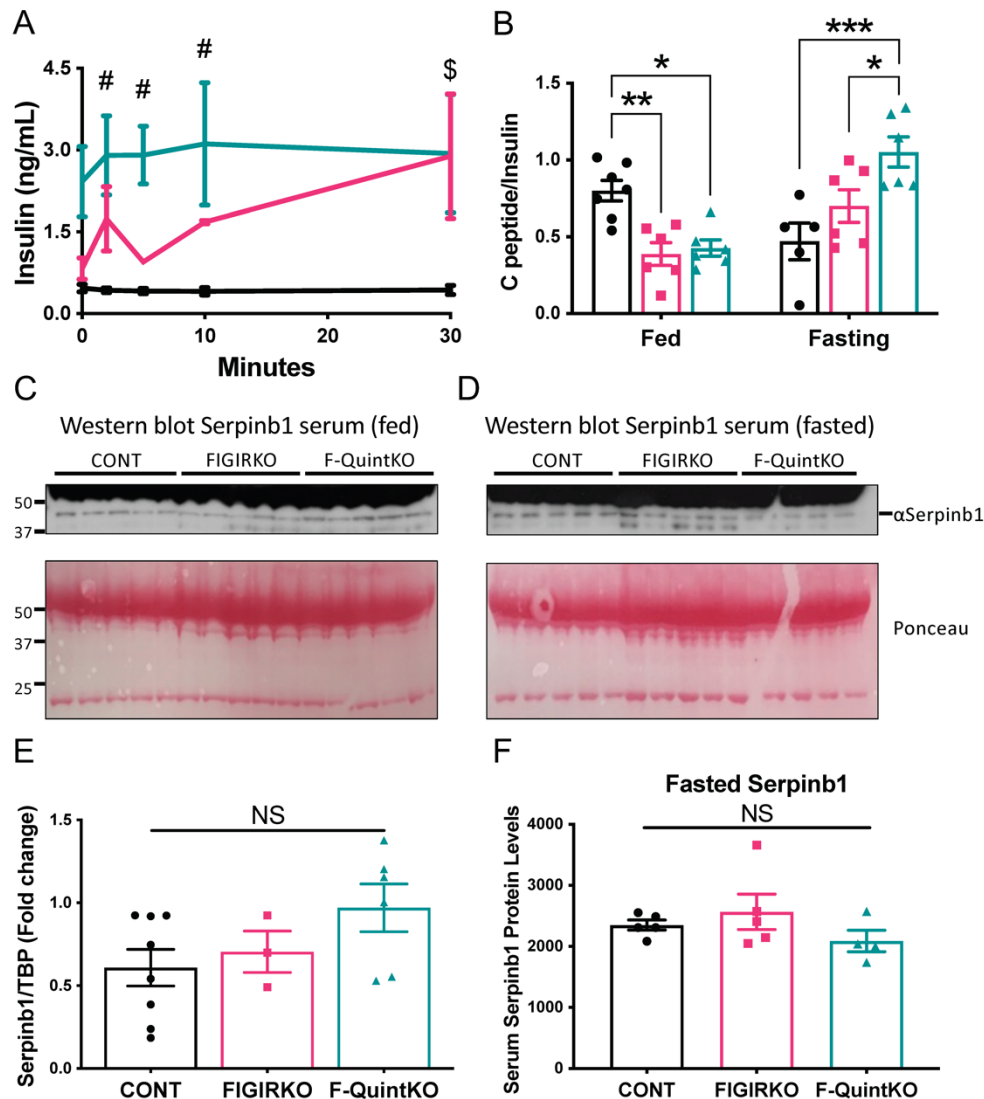 A
Insulin (ng/mL)
4.5
3.0
1.5
0.0
# # # $
0 10 20 30
Minutes
B
C peptide/Insulin
1.5
1.0
0.5
0.0
***
* *
**
Fed Fasting
C
Western blot Serpinb1 serum (fed)
CONT FIGIRKO F-QuintKO
50
37
50
37
25
D
Western blot Serpinb1 serum (fasted)
CONT FIGIRKO F-QuintKO
αSerpinb1
Ponceau
E
Serpinb1/TBP (Fold change)
1.5
1.0
0.5
0.0
NS
CONT FIGIRKO F-QuintKO
F
Fasted Serpinb1
Serum Serpinb1 Protein Levels
4000
3000
2000
1000
0
NS
CONT FIGIRKO F-QuintKO